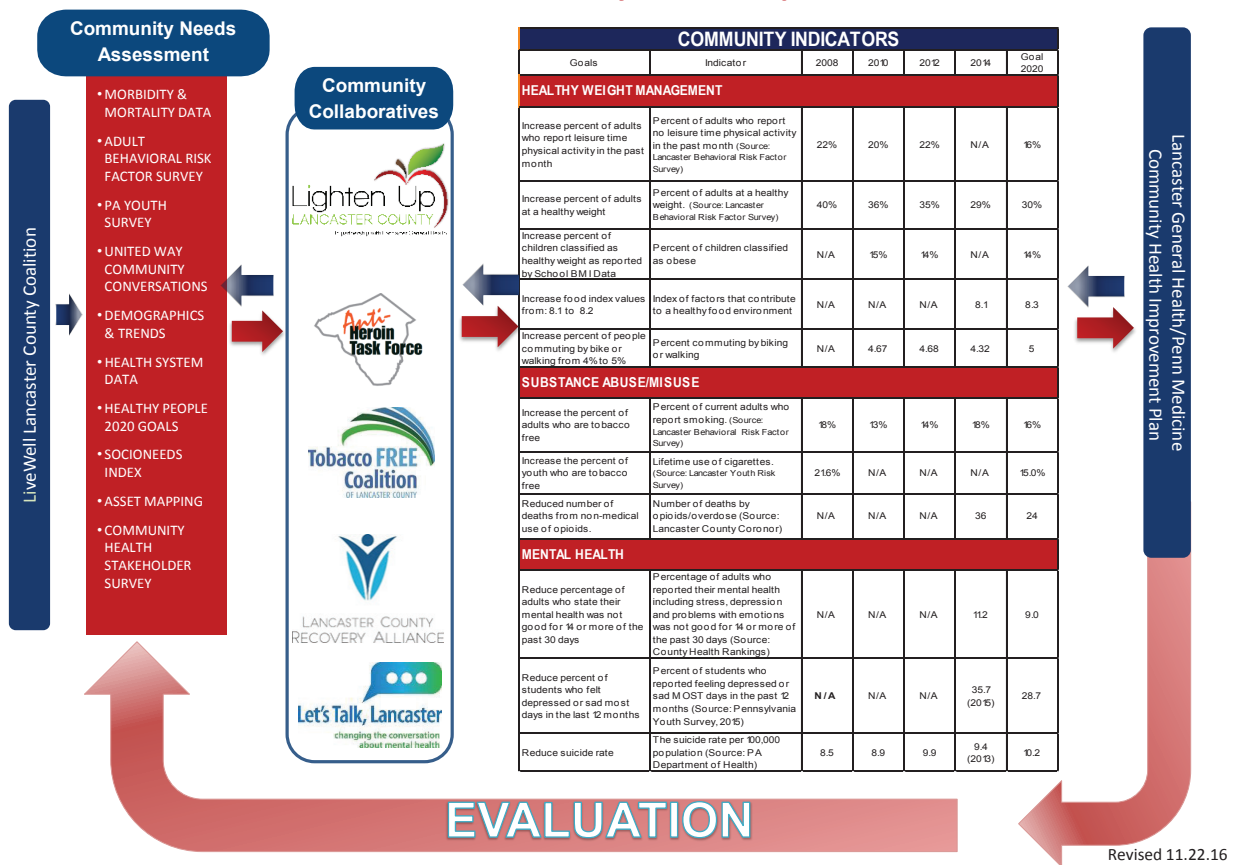 LiveWell Lancaster County Coalition
Community Needs
Assessment
• MORBIDITY &
MORTALITY DATA
• ADULT
BEHAVIORAL RISK
FACTOR SURVEY
• PA YOUTH
SURVEY
• UNITED WAY
COMMUNITY
CONVERSATIONS
• DEMOGRAPHICS
& TRENDS
• HEALTH SYSTEM
DATA
• HEALTHY PEOPLE
2020 GOALS
• SOCIONEEDS
INDEX
• ASSET MAPPING
• COMMUNITY
HEALTH
STAKEHOLDER
SURVEY
Community
Collaboratives
Lighten Up
LANCASTER COUNTY
In partnership with Lancaster General Health
Anti-
Heroin
Task Force
Tobacco FREE
Coalition
OF LANCASTER COUNTY
LANCASTER COUNTY
RECOVERY ALLIANCE
Let's Talk, Lancaster
changing the conversation
about mental health
COMMUNITY INDICATORS
Goals Indicator 2008 2010 2012 2014 Goal
2020
HEALTHY WEIGHT MANAGEMENT
Increase percent of adults
who report leisure time
physical activity in the past
month
Percent of adults who report
no leisure time physical activity
in the past month (Source:
Lancaster Behavioral Risk Factor
Survey)
22% 20% 22% N/A 16%
Increase percent of adults
at a healthy weight
Percent of adults at a healthy
weight. (Source: Lancaster
Behavioral Risk Factor Survey)
40% 36% 35% 29% 30%
Increase percent of
children classified as
healthy weight as reported
by School BMI Data
Percent of children classified
as obese
N/A 15% 14% N/A 14%
Increase food index values
from: 8.1 to 8.2
Index of factors that contribute
to a healthy food environment
N/A N/A N/A 8.1 8.3
Increase percent of people
commuting by bike or
walking from 4% to 5%
Percent commuting by biking
or walking
N/A 4.67 4.68 4.32 5
SUBSTANCE ABUSE/MISUSE
Increase the percent of
adults who are tobacco
free
Percent of current adults who
report smoking. (Source:
Lancaster Behavioral Risk Factor
Survey)
18% 13% 14% 18% 16%
Increase the percent of
youth who are tobacco
free
Lifetime use of cigarettes.
(Source: Lancaster Youth Risk
Survey)
21.6% N/A N/A N/A 15.0%
Reduced number of
deaths from non-medical
use of opioids.
Number of deaths by
opioids/overdose (Source:
Lancaster County Coronor)
N/A N/A N/A 36 24
MENTAL HEALTH
Reduce percentage of
adults who state their
mental health was not
good for 14 or more of the
past 30 days
Percentage of adults who
reported their mental health
including stress, depression
and problems with emotions
was not good for 14 or more of
the past 30 days (Source:
County Health Rankings)
N/A N/A N/A 11.2 9.0
Reduce percent of
students who felt
depressed or sad most
days in the last 12 months
Percent of students who
reported feeling depressed or
sad MOST days in the past 12
months (Source: Pennsylvania
Youth Survey, 2015)
N/A N/A N/A 35.7
(2015)
28.7
Reduce suicide rate
The suicide rate per 100,000
population (Source: PA
Department of Health)
8.5 8.9 9.9 9.4
(2013)
10.2
Lancaster General Health/Penn Medicine
Community Health Improvement Plan
EVALUATION
Revised 11.22.16